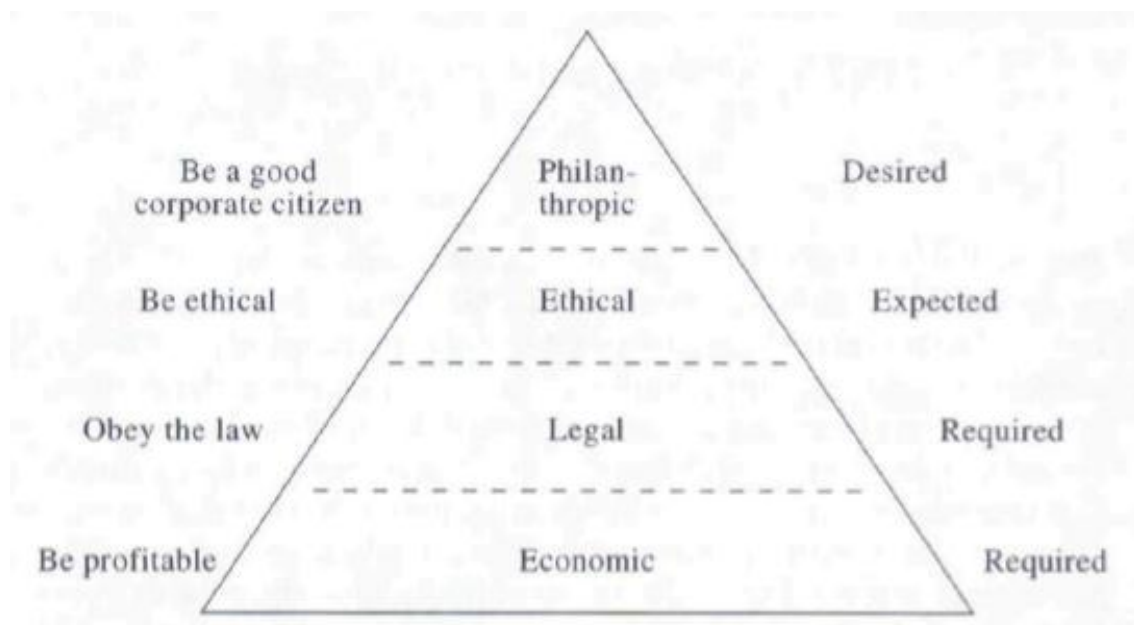 Be a good
corporate citizen
Philan-
thropic
Desired
Be ethical
Ethical
Expected
Obey the law
Legal
Required
Be profitable
Economic
Required